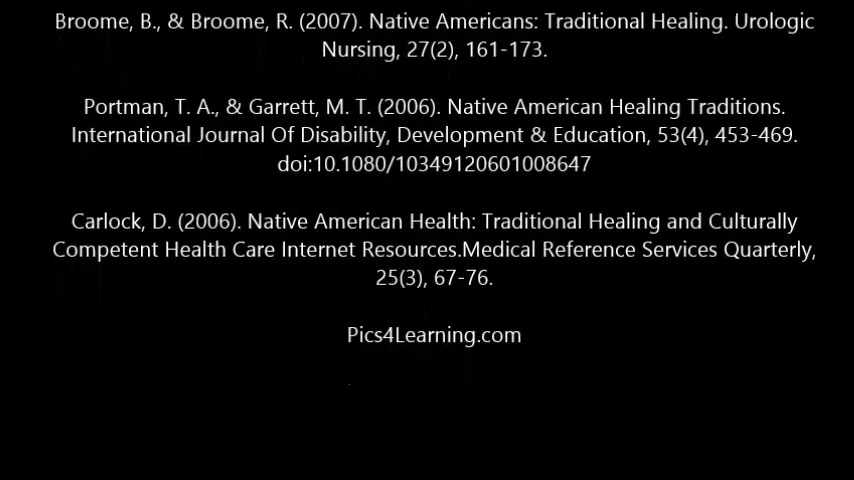 Broome, B., & Broome, R. (2007). Native Americans: Traditional Healing. Urologic
Nursing, 27(2), 161-173.
Portman, T. A., & Garrett, M. T. (2006). Native American Healing Traditions.
International Journal Of Disability, Development & Education, 53(4), 453-469.
doi:10.1080/10349120601008647
Carlock, D. (2006). Native American Health: Traditional Healing and Culturally
Competent Health Care Internet Resources.Medical Reference Services Quarterly,
25(3), 67-76.
Pics4Learning.com